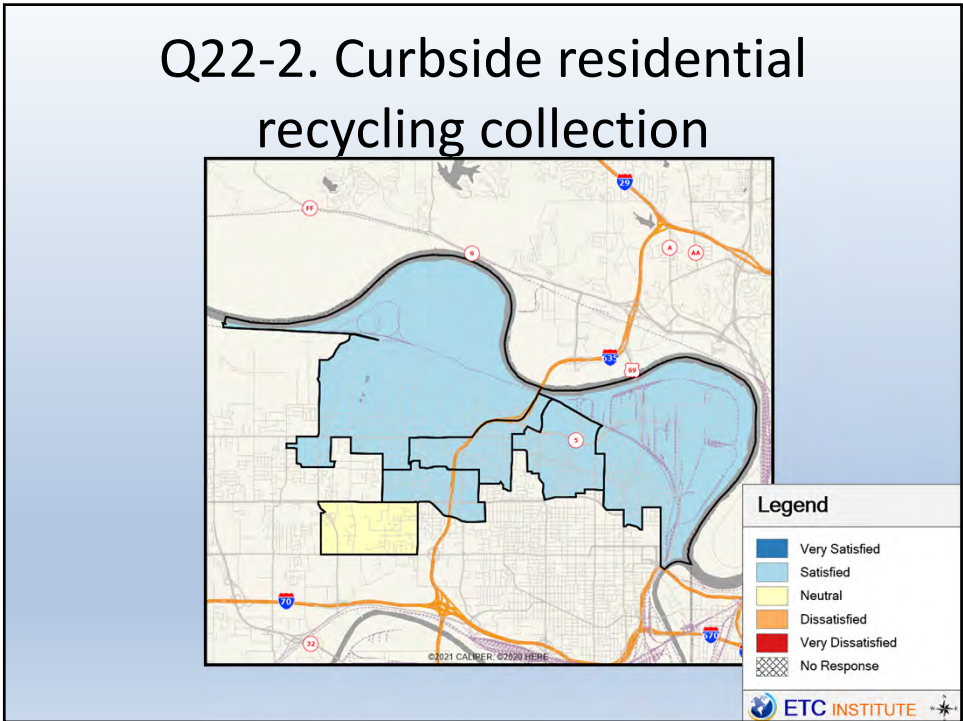 Q22-2. Curbside residential
recycling collection
29
FF
A
9
AA
635
69
5
Legend
Very Satisfied
Satisfied
Neutral
Dissatisfied
Very Dissatisfied
No Response
70
670
32
©2021 CALIPER, ©2020 HERE
ETC INSTITUTE